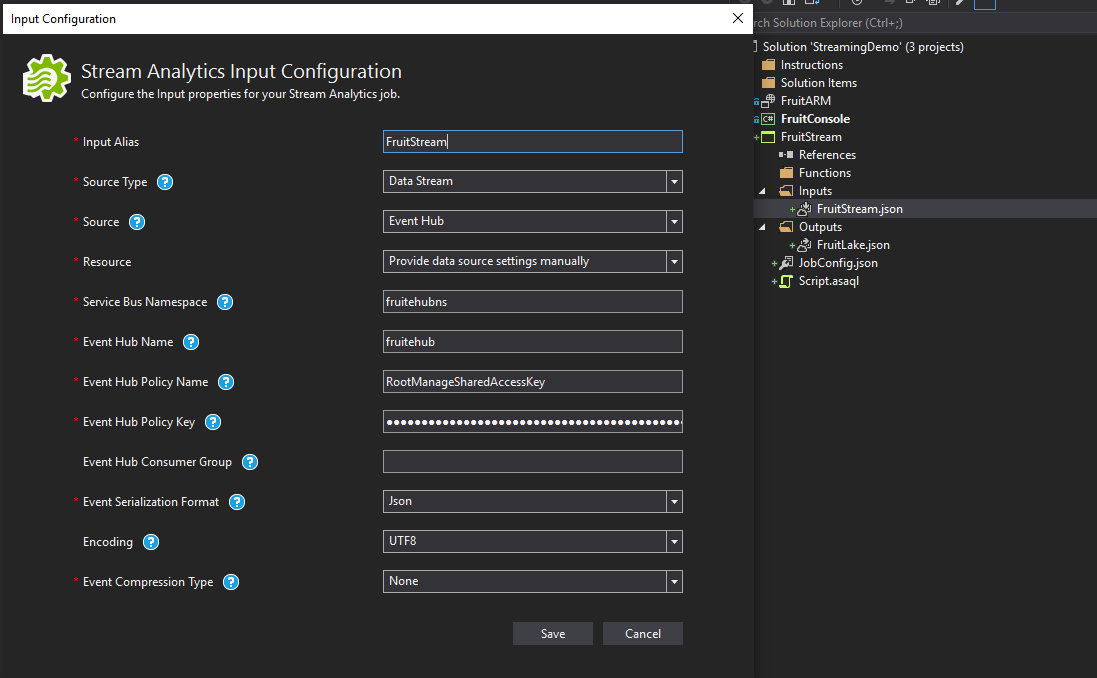 Input Configuration
Stream Analytics Input Configuration
Configure the Input properties for your Stream Analytics job.
* Input Alias FruitStream
* Source Type ? Data Stream
* Source ? Event Hub
* Resource Provide data source settings manually
* Service Bus Namespace ? fruitehubns
* Event Hub Name ? fruitehub
* Event Hub Policy Name ? RootManageSharedAccessKey
* Event Hub Policy Key ?
Event Hub Consumer Group ?
* Event Serialization Format ? Json
Encoding ? UTF8
* Event Compression Type ? None
Save Cancel
Solution Explorer (Ctrl+;)
Solution 'StreamingDemo' (3 projects)
Instructions
Solution Items
FruitARM
C# FruitConsole
FruitStream
References
Functions
Inputs
FruitStream.json
Outputs
FruitLake.json
JobConfig.json
Script.asaql